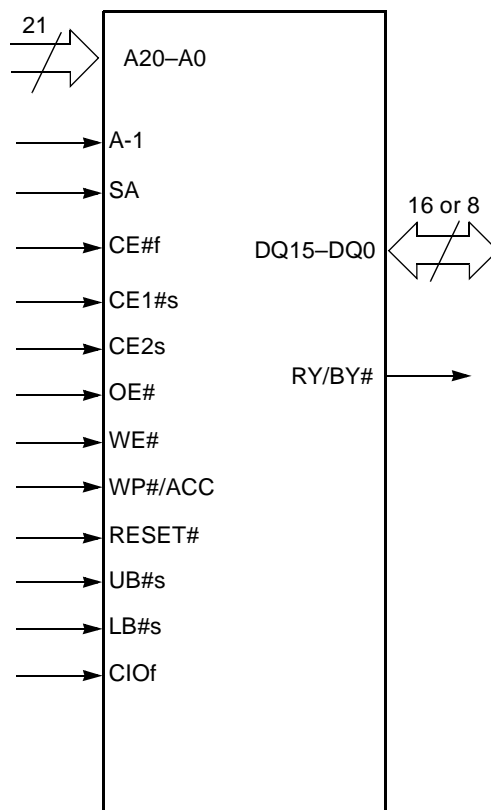 21
A20–A0
A-1
SA
CE#f
CE1#s
CE2s
OE#
WE#
WP#/ACC
RESET#
UB#s
LB#s
CIOf
16 or 8
DQ15–DQ0
RY/BY#